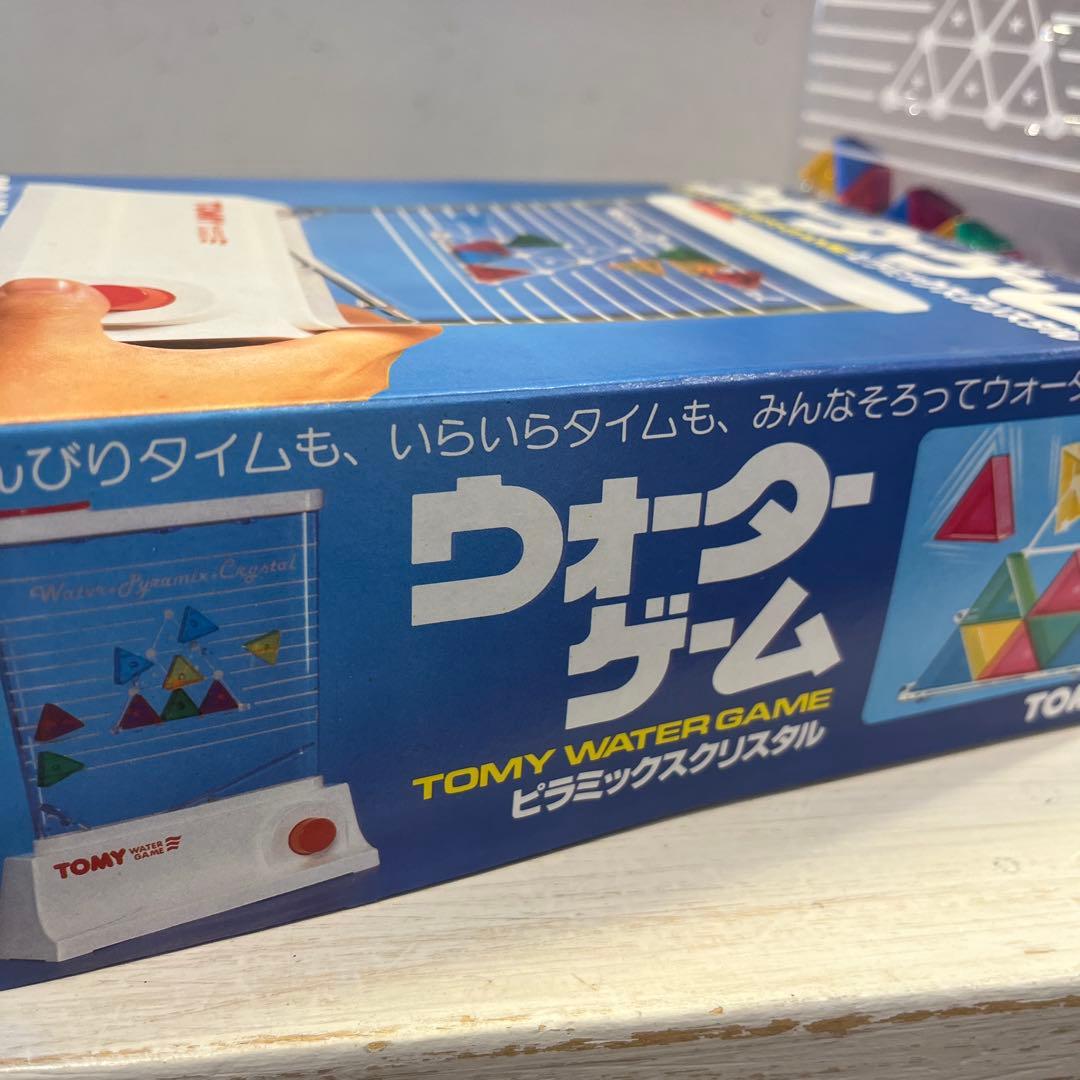 TOMY
んびりタイムも、いらいらタイムも、みんなそろってウォータ
ウォーター
ゲーム
TOMY WATER GAME
ピラミックスクリスタル
Water・Pyramix・Crystal
TOMY WATER GAME
TOM